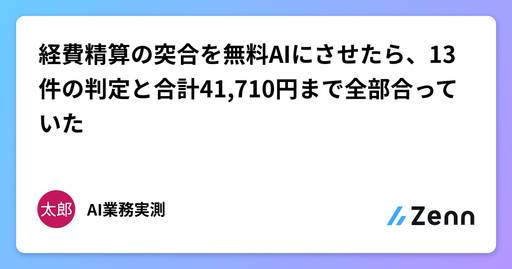 経費精算の突合を無料AIにさせたら、13
件の判定と合計41,710円まで全部合って
いた
太郎 AI業務実測
Zenn